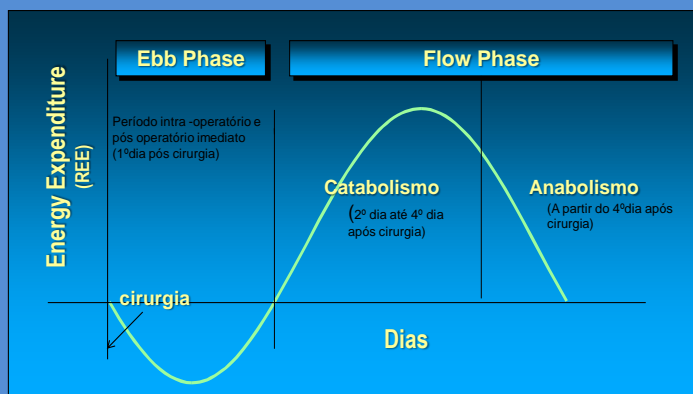 Ebb Phase
Flow Phase
Energy Expenditure
(REE)
Período intra -operatório e
pós operatório imediato
(1ºdia pós cirurgia)
Catabolismo
(2º dia até 4º dia
após cirurgia)
Anabolismo
(A partir do 4ºdia após
cirurgia)
cirurgia
Dias